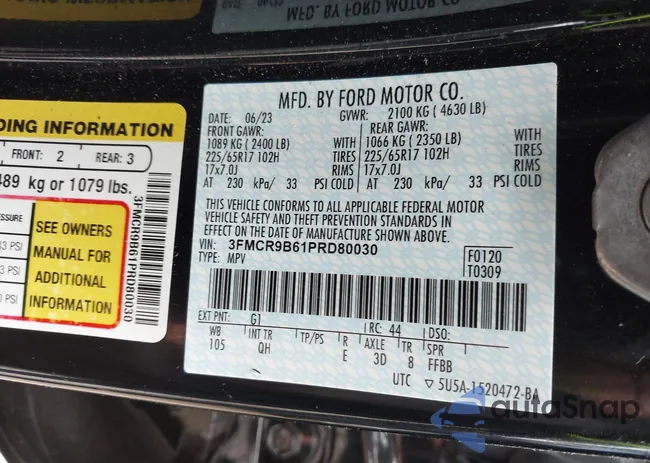 MFD. BY FORD MOTOR CO.
MFD. BY FORD MOTOR CO.
DATE: 06/23 GVWR: 2100 KG ( 4630 LB)
FRONT GAWR: REAR GAWR:
1089 KG ( 2400 LB) WITH 1066 KG ( 2350 LB) WITH
225/65R17 102H TIRES 225/65R17 102H TIRES
17x7.0J RIMS 17x7.0J RIMS
AT 230 kPa/ 33 PSI COLD AT 230 kPa/ 33 PSI COLD
THIS VEHICLE CONFORMS TO ALL APPLICABLE FEDERAL MOTOR
VEHICLE SAFETY AND THEFT PREVENTION STANDARDS IN
EFFECT ON THE DATE OF MANUFACTURE SHOWN ABOVE.
VIN: 3FMCR9B61PRD80030 F0120
TYPE: MPV T0309
EXT PNT: G1 RC: 44 DSO:
WB INT TR TP/PS R AXLE TR SPR
105 QH E 3D 8 FFBB
UTC ▽ 5U5A-1520472-BA
DING INFORMATION
FRONT: 2 REAR: 3
489 kg or 1079 lbs.
SEE OWNERS
MANUAL FOR
ADDITIONAL
INFORMATION
3FMCR9B61PRD80030
autoSnap